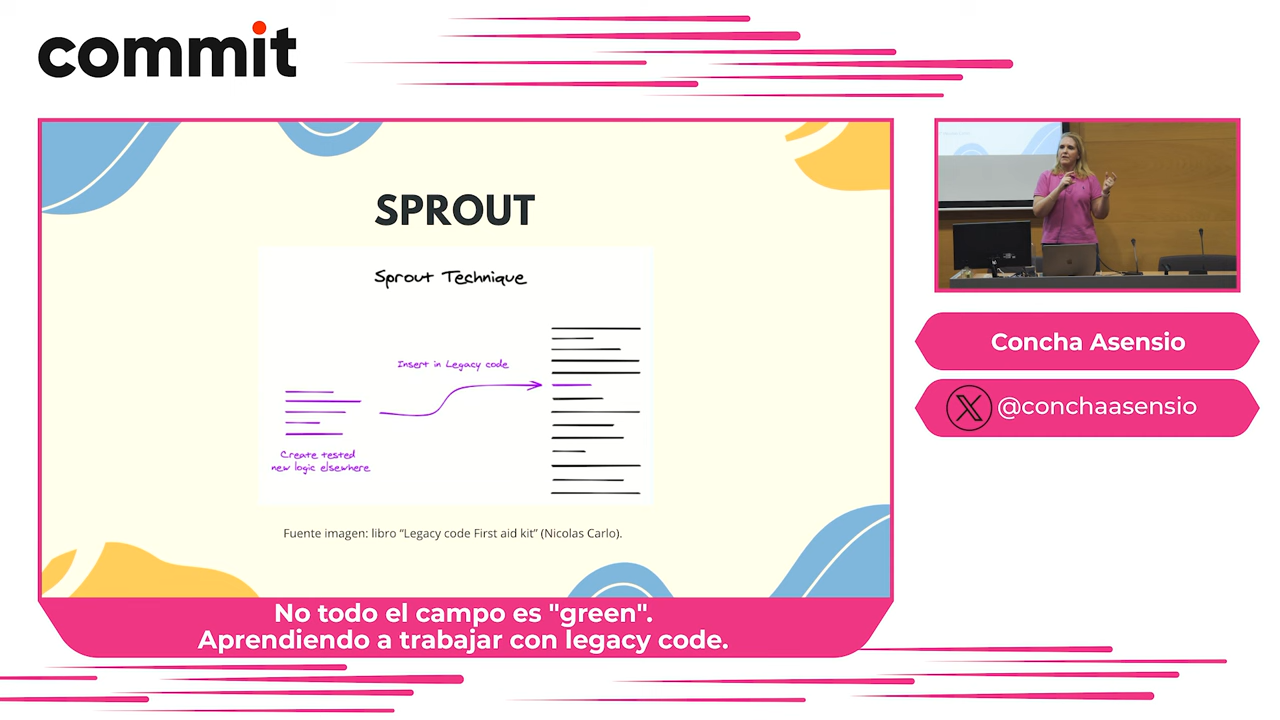 commit
SPROUT
Sprout Technique
Insert in Legacy code
Create tested
new logic elsewhere
Fuente imagen: libro “Legacy code First aid kit” (Nicolas Carlo).
No todo el campo es "green".
Aprendiendo a trabajar con legacy code.
Concha Asensio
@conchaasensio